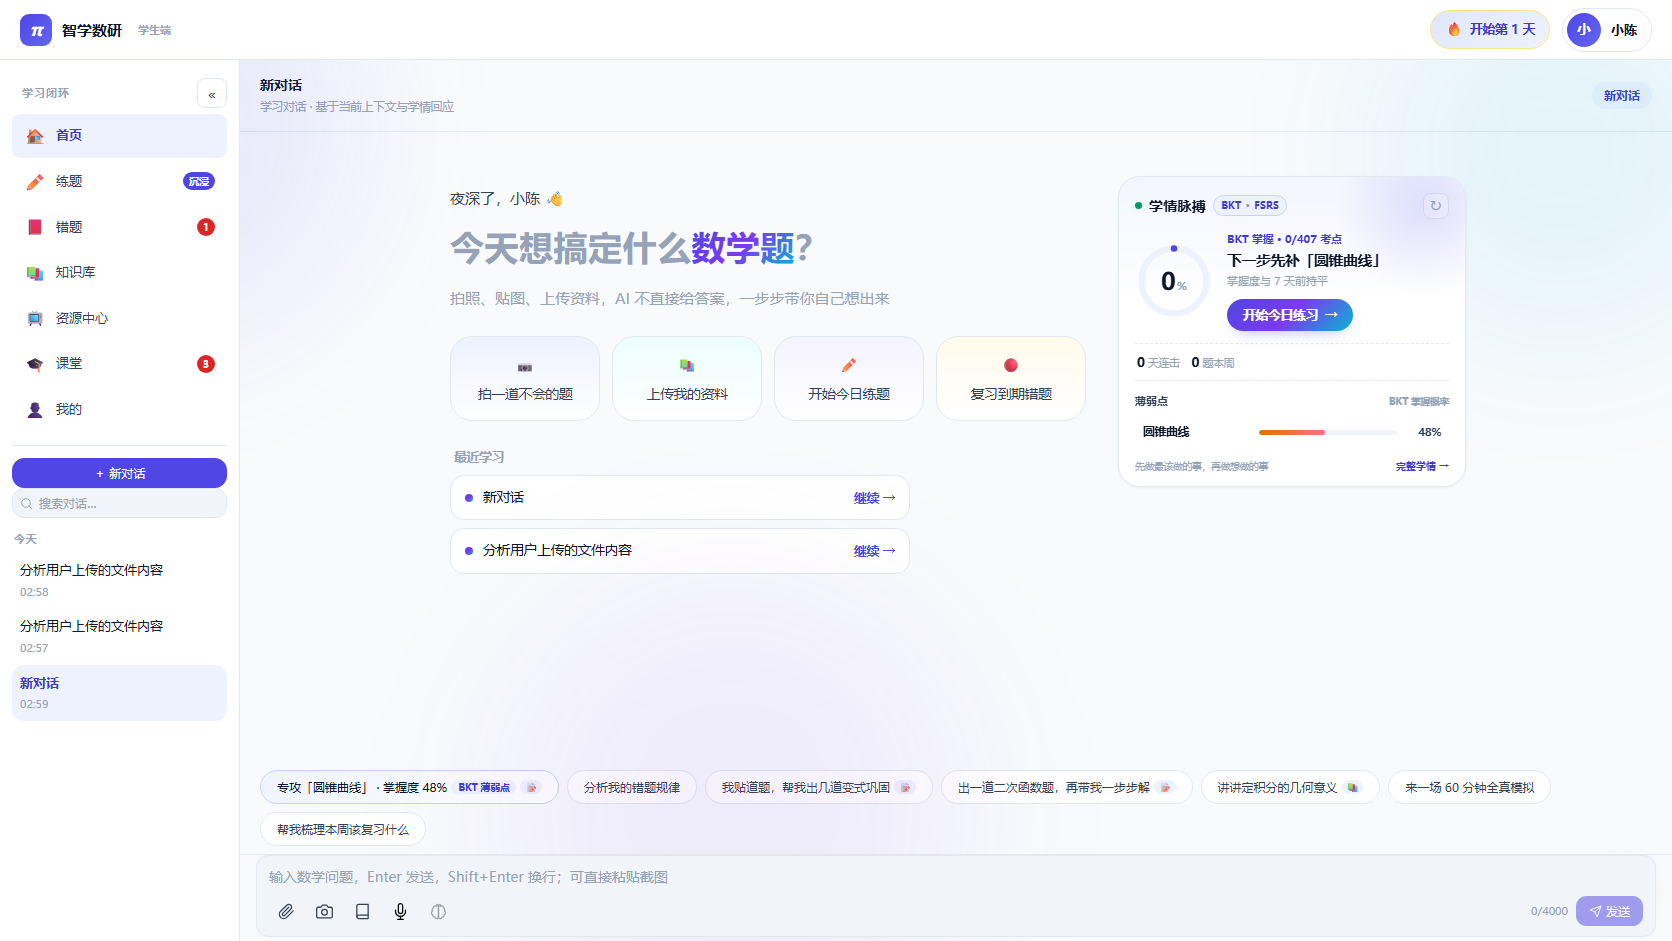 π 智学数研 学生端
🔥 开始第 1 天
小 小陈
学习闭环 «
首页
练题 沉浸
错题 1
知识库
资源中心
课堂 3
我的
+ 新对话
搜索对话...
今天
分析用户上传的文件内容
02:58
分析用户上传的文件内容
02:57
新对话
02:59
新对话
学习对话 · 基于当前上下文与学情回应
新对话
夜深了，小陈 👋
今天想搞定什么数学题？
拍照、贴图、上传资料，AI 不直接给答案，一步步带你自己想出来
拍一道不会的题
上传我的资料
开始今日练题
复习到期错题
最近学习
新对话 继续 →
分析用户上传的文件内容 继续 →
学情脉搏 BKT · FSRS ↻
0%
BKT 掌握 • 0/407 考点
下一步先补「圆锥曲线」
掌握度与 7 天前持平
开始今日练习 →
0 天连击 0 题本周
薄弱点 BKT 掌握概率
圆锥曲线 48%
先做最该做的事，再做想做的事 完整学情 →
专攻「圆锥曲线」 · 掌握度 48% BKT 薄弱点
分析我的错题规律
我贴道题，帮我出几道变式巩固
出一道二次函数题，再带我一步步解
讲讲定积分的几何意义
来一场 60 分钟全真模拟
帮我梳理本周该复习什么
输入数学问题，Enter 发送，Shift+Enter 换行；可直接粘贴截图
0/4000 发送